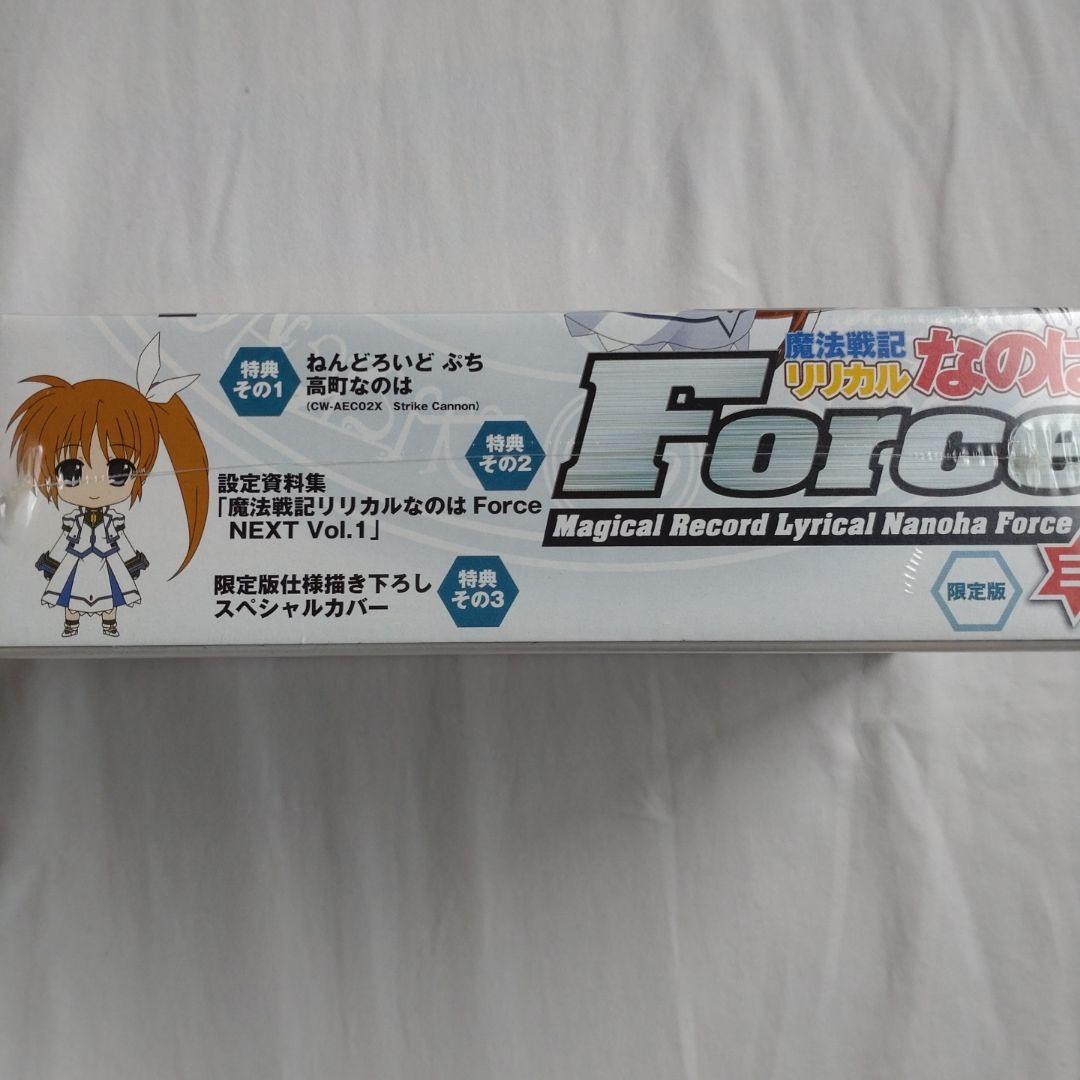 特典
その1
ねんどろいど ぷち
高町なのは
(CW-AEC02X Strike Cannon)
特典
その2
設定資料集
「魔法戦記リリカルなのは Force
NEXT Vol.1」
限定版仕様描き下ろし
スペシャルカバー
特典
その3
魔法戦記
リリカル
なのは
Force
Magical Record Lyrical Nanoha Force
限定版